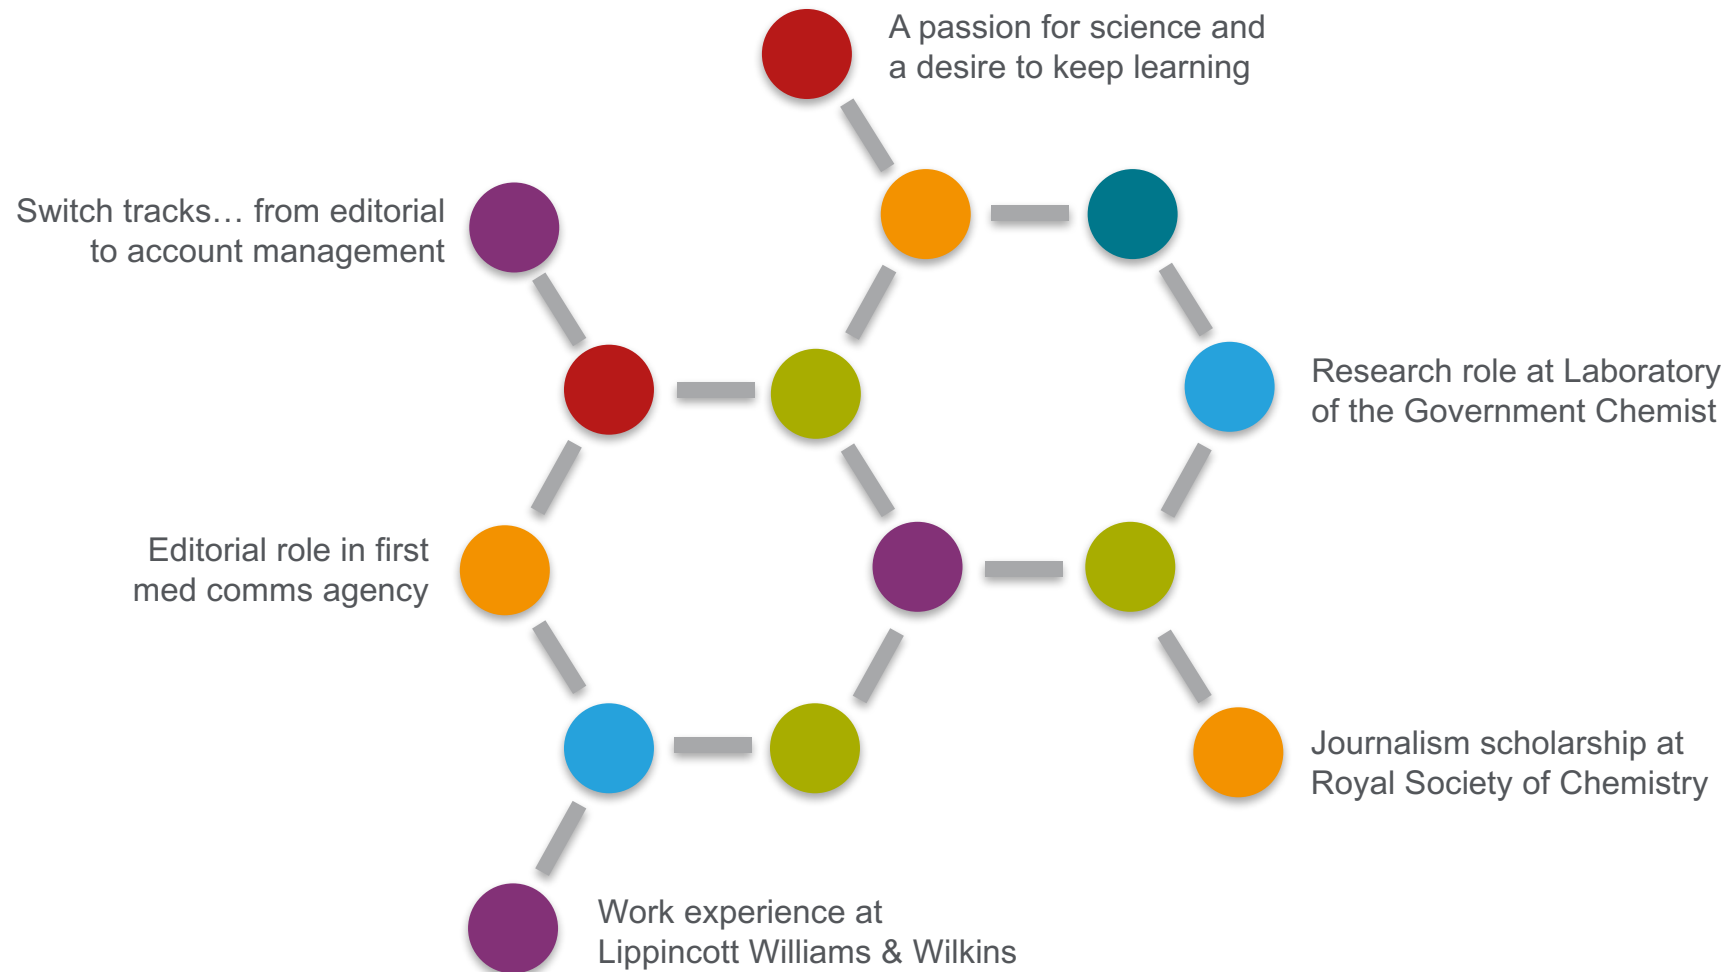 A passion for science and
a desire to keep learning
Switch tracks… from editorial
to account management
Research role at Laboratory
of the Government Chemist
Editorial role in first
med comms agency
Journalism scholarship at
Royal Society of Chemistry
Work experience at
Lippincott Williams & Wilkins